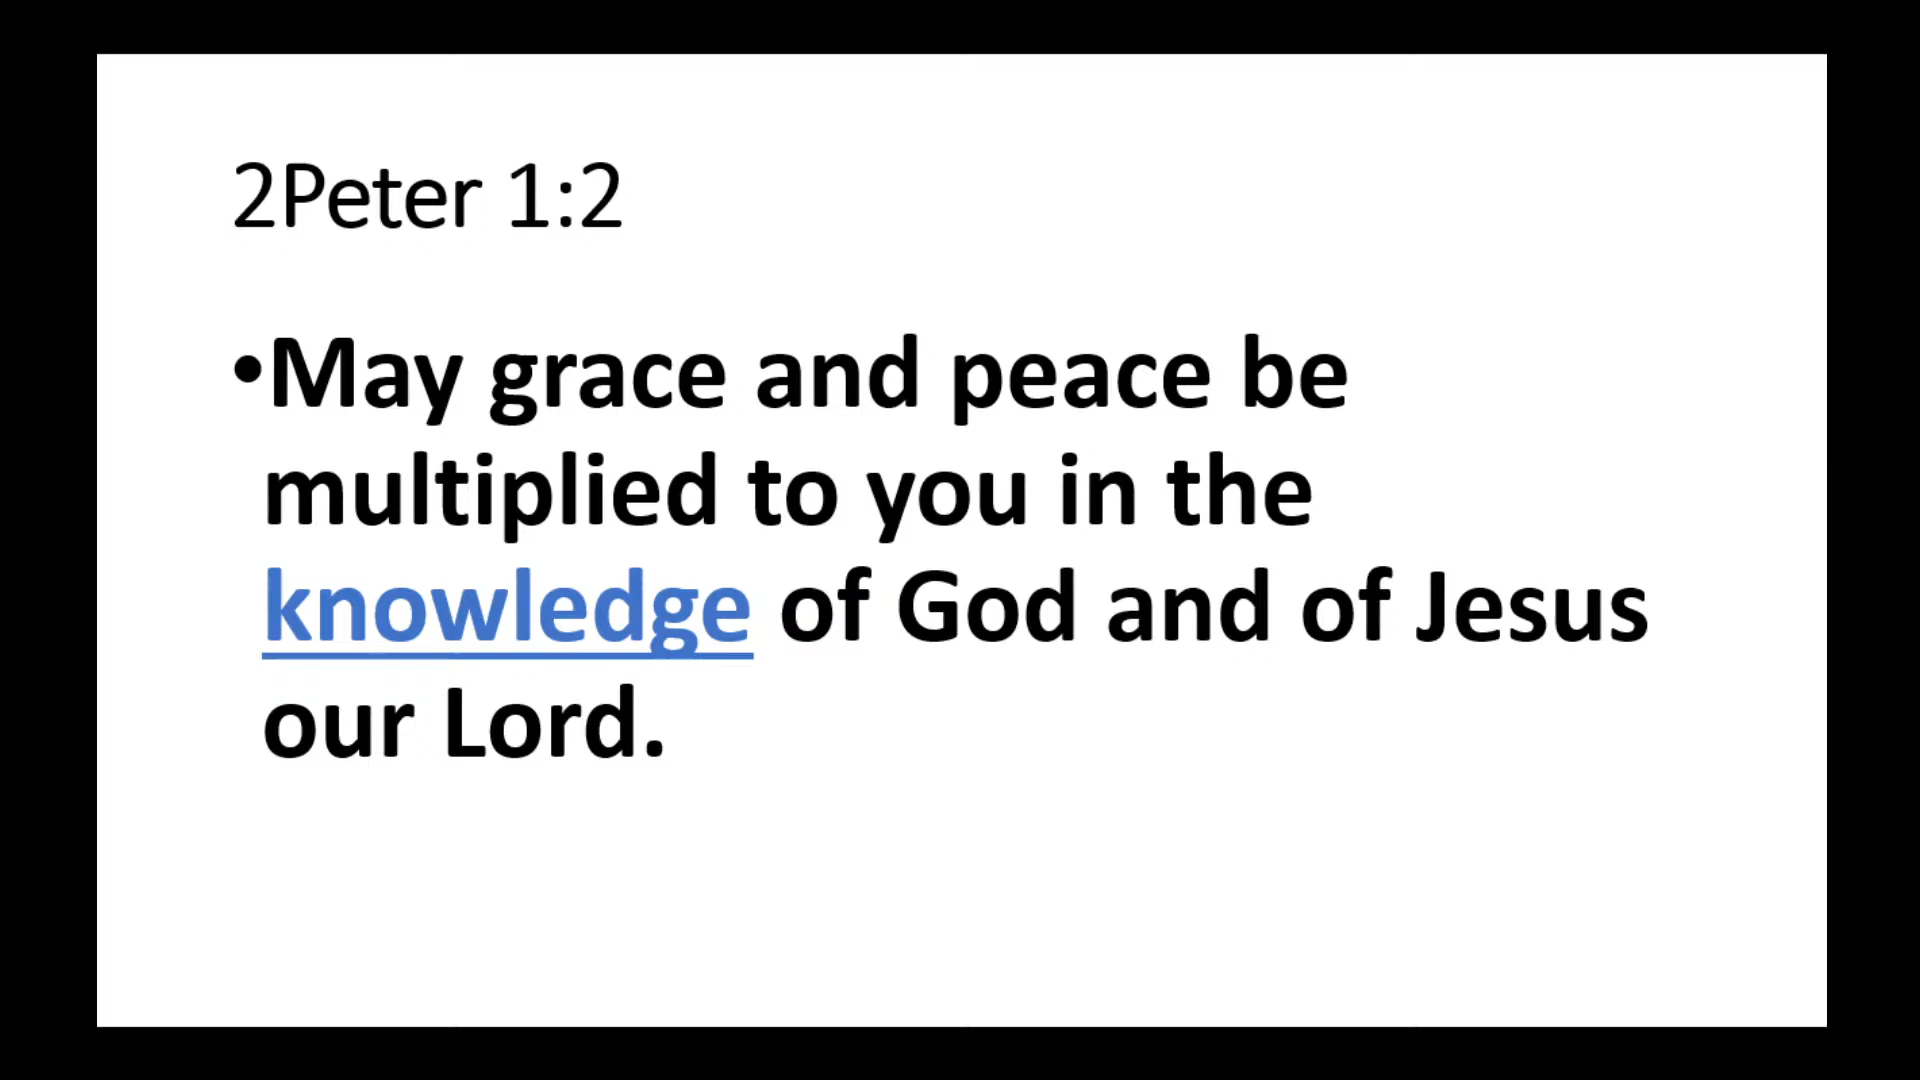 2Peter 1:2
•May grace and peace be
multiplied to you in the
knowledge of God and of Jesus
our Lord.